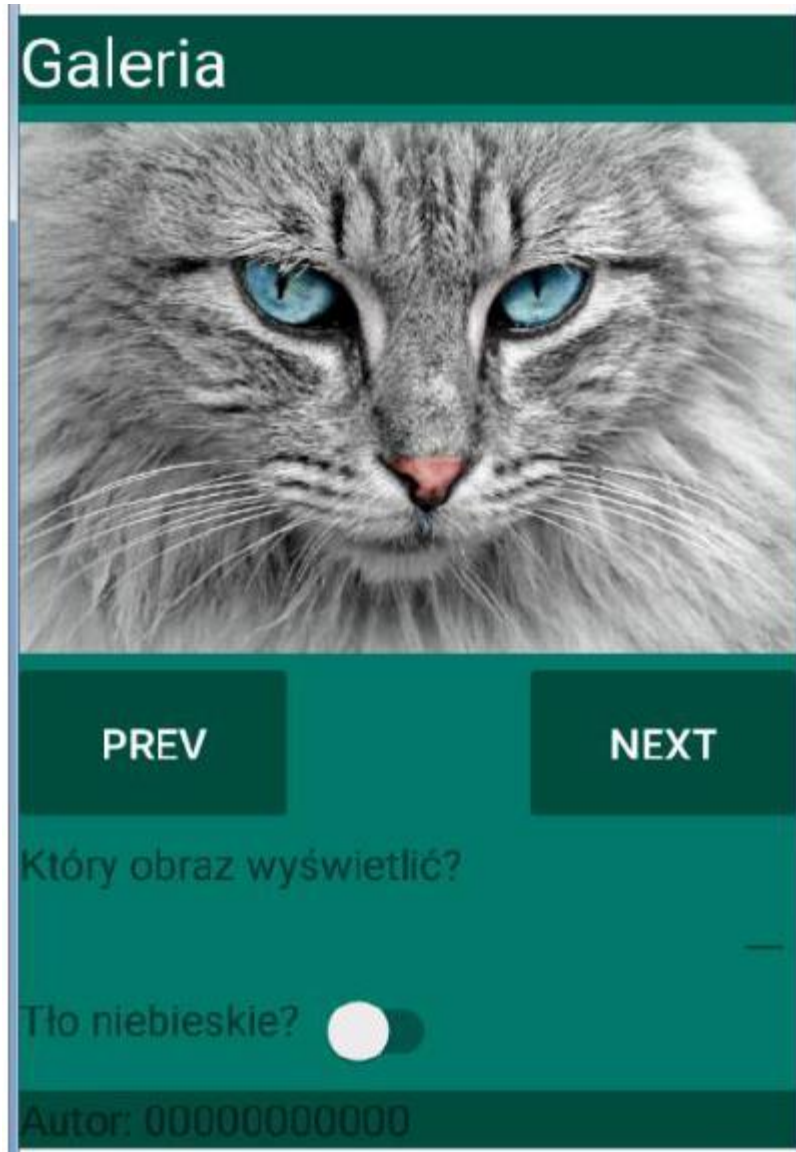 Galeria
PREV NEXT
Który obraz wyświetlić?
Tło niebieskie?
Autor: 00000000000